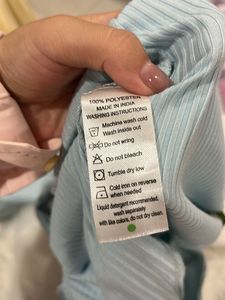 100% POLYESTER
MADE IN INDIA
WASHING INSTRUCTIONS
Machine wash cold
Wash inside out
Do not wring
Do not bleach
Tumble dry low
Cold iron on reverse
when needed
Liquid detergent recommended,
wash separately
with like colors, do not dry clean.